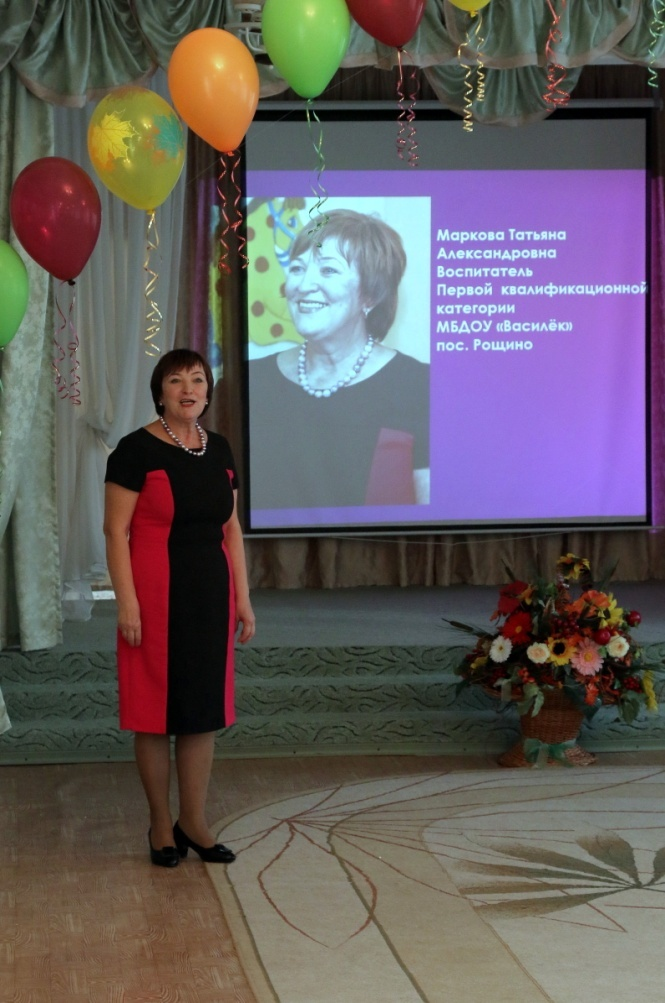 Маркова Татьяна
Александровна
Воспитатель
Первой квалификационной
категории
МБДОУ «Василёк»
пос. Рощино